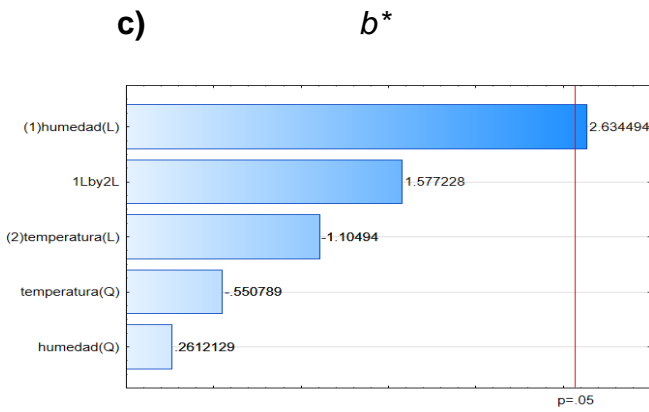 c) b*
(1)humedad(L) 2.634494
1Lby2L 1.577228
(2)temperatura(L) -1.10494
temperatura(Q) -.550789
humedad(Q) .2612129
p=.05